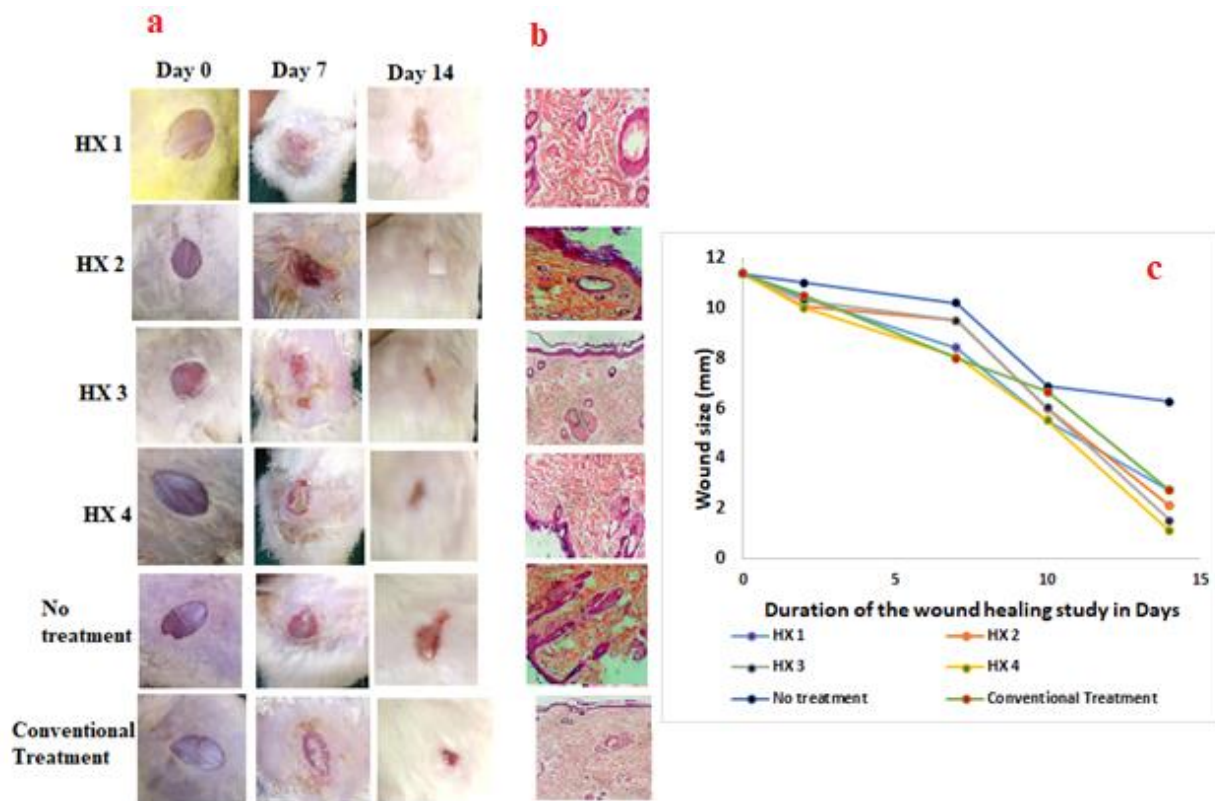 a
b
Day 0
Day 7
Day 14
HX 1
HX 2
HX 3
HX 4
No
treatment
Conventional
Treatment
c
12
10
8
6
4
2
0
Wound size (mm)
0
5
10
15
Duration of the wound healing study in Days
HX 1
HX 2
HX 3
HX 4
No treatment
Conventional Treatment